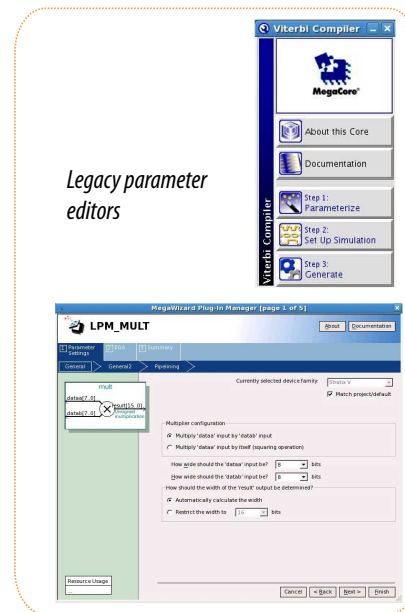 Viterbi Compiler
MegaCore®
About this Core
Documentation
Step 1:
Parameterize
Step 2:
Set Up Simulation
Step 3:
Generate
Viterbi Compiler
Legacy parameter
editors
MegaWizard Plug-In Manager [page 1 of 5]
LPM_MULT
About
Documentation
1 Parameter
Settings
2 EDA
3 Summary
General
General2
Pipelining
mult
dataa[7..0]
datab[7..0]
result[15..0]
Unsigned
multiplication
Currently selected device family:
Stratix V
Match project/default
Multiplier configuration
Multiply 'dataa' input by 'datab' input
Multiply 'dataa' input by itself (squaring operation)
How wide should the 'dataa' input be? 8 bits
How wide should the 'datab' input be? 8 bits
How should the width of the 'result' output be determined?
Automatically calculate the width
Restrict the width to 16 bits
Resource Usage
...
Cancel
< Back
Next >
Finish